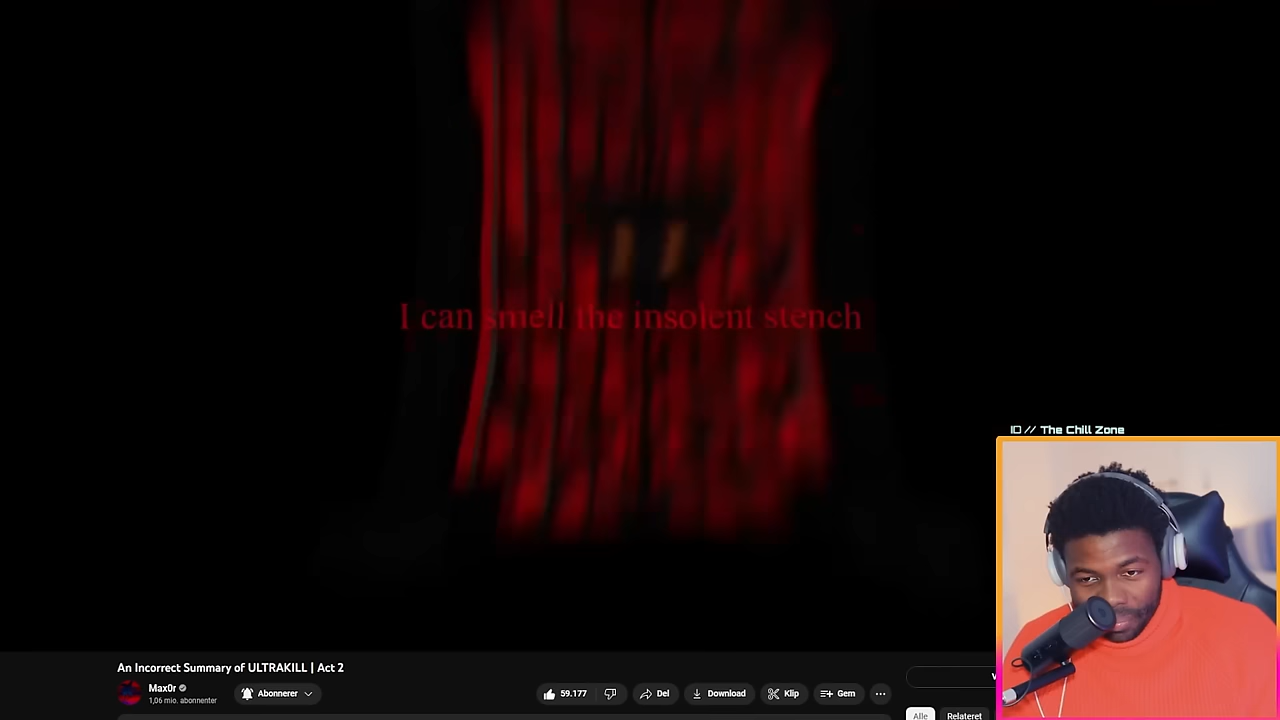 I can smell the insolent stench
ID // The Chill Zone
An Incorrect Summary of ULTRAKILL | Act 2
Max0r
1,06 mio. abonnenter
Abonnerer
59.177
Del
Download
Klip
Gem
Alle
Relateret